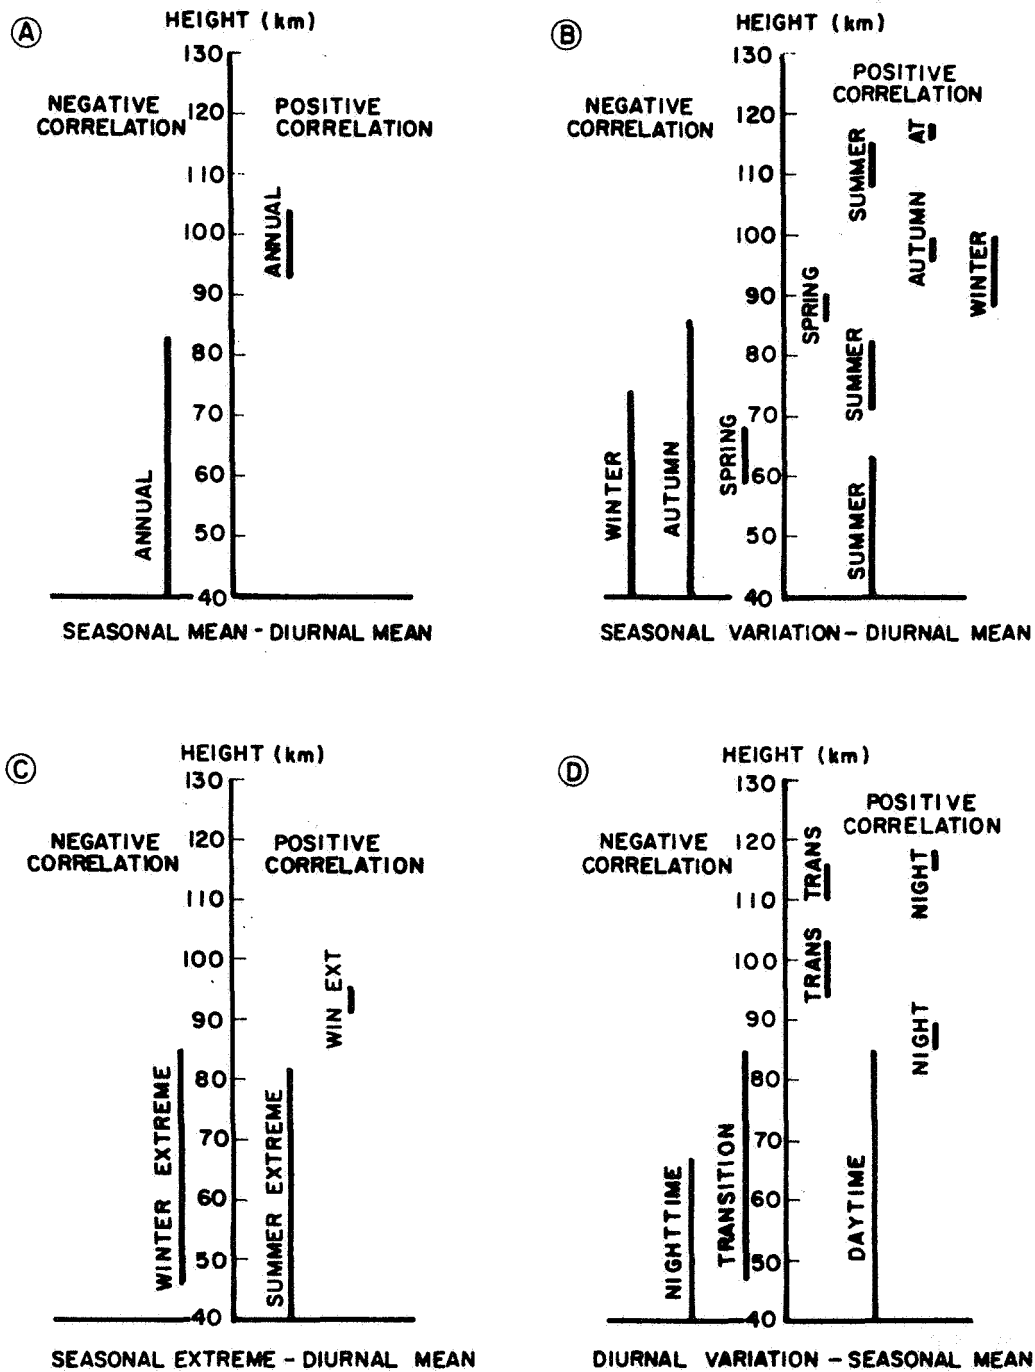 A
HEIGHT (km)
130
120
110
100
90
80
70
60
50
40
NEGATIVE
CORRELATION
POSITIVE
CORRELATION
ANNUAL
ANNUAL
SEASONAL MEAN - DIURNAL MEAN
B
HEIGHT (km)
130
120
110
100
90
80
70
60
50
40
NEGATIVE
CORRELATION
POSITIVE
CORRELATION
WINTER
AUTUMN
SPRING
SPRING
SUMMER
SUMMER
SUMMER
AT
AUTUMN
WINTER
SEASONAL VARIATION - DIURNAL MEAN
C
HEIGHT (km)
130
120
110
100
90
80
70
60
50
40
NEGATIVE
CORRELATION
POSITIVE
CORRELATION
WINTER EXTREME
SUMMER EXTREME
WIN EXT
SEASONAL EXTREME - DIURNAL MEAN
D
HEIGHT (km)
130
120
110
100
90
80
70
60
50
40
NEGATIVE
CORRELATION
POSITIVE
CORRELATION
NIGHTTIME
TRANSITION
TRANS
TRANS
DAYTIME
NIGHT
NIGHT
DIURNAL VARIATION - SEASONAL MEAN